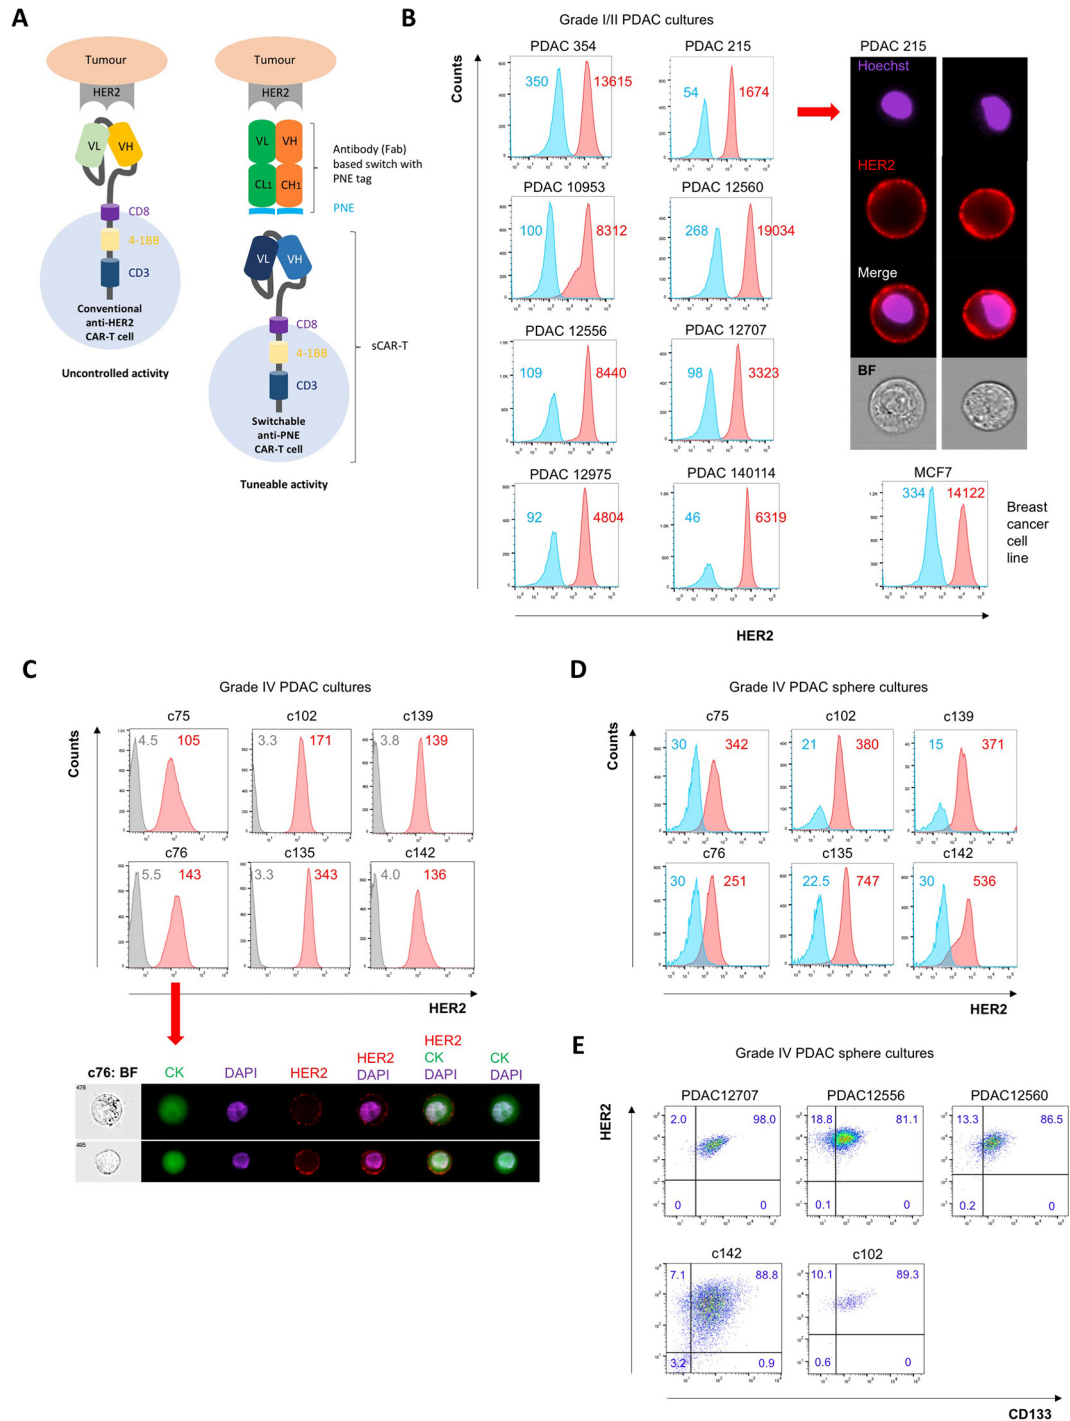 A
Tumour
HER2
VL
VH
CD8
4-1BB
CD3
Conventional
anti-HER2
CAR-T cell
Uncontrolled activity
Tumour
HER2
VL
VH
CL1
CH1
Antibody (Fab)
based switch with
PNE tag
PNE
VL
VH
CD8
4-1BB
CD3
Switchable
anti-PNE
CAR-T cell
sCAR-T
Tuneable activity
B
Grade I/II PDAC cultures
Counts
PDAC 354
350
13615
PDAC 215
54
1674
PDAC 10953
100
8312
PDAC 12560
268
19034
PDAC 12556
109
8440
PDAC 12707
98
3323
PDAC 12975
92
4804
PDAC 140114
46
6319
HER2
PDAC 215
Hoechst
HER2
Merge
BF
MCF7
334
14122
Breast
cancer
cell
line
C
Grade IV PDAC cultures
Counts
c75
4.5
105
c102
3.3
171
c139
3.8
139
c76
5.5
143
c135
3.3
343
c142
4.0
136
HER2
c76: BF
CK
DAPI
HER2
HER2
DAPI
HER2
CK
DAPI
CK
DAPI
478
495
D
Grade IV PDAC sphere cultures
Counts
c75
30
342
c102
21
380
c139
15
371
c76
30
251
c135
22.5
747
c142
30
536
HER2
E
Grade IV PDAC sphere cultures
HER2
PDAC12707
2.0
98.0
0
0
PDAC12556
18.8
81.1
0.1
0
PDAC12560
13.3
86.5
0.2
0
c142
7.1
88.8
3.2
0.9
c102
10.1
89.3
0.6
0
CD133